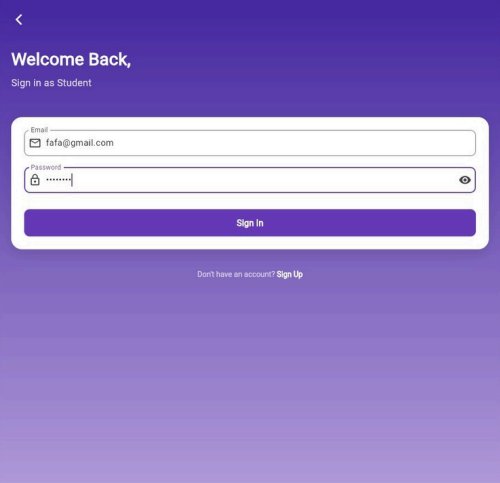 Welcome Back,
Sign in as Student
Email
fafa@gmail.com
Password
••••••••
Sign In
Don't have an account? Sign Up